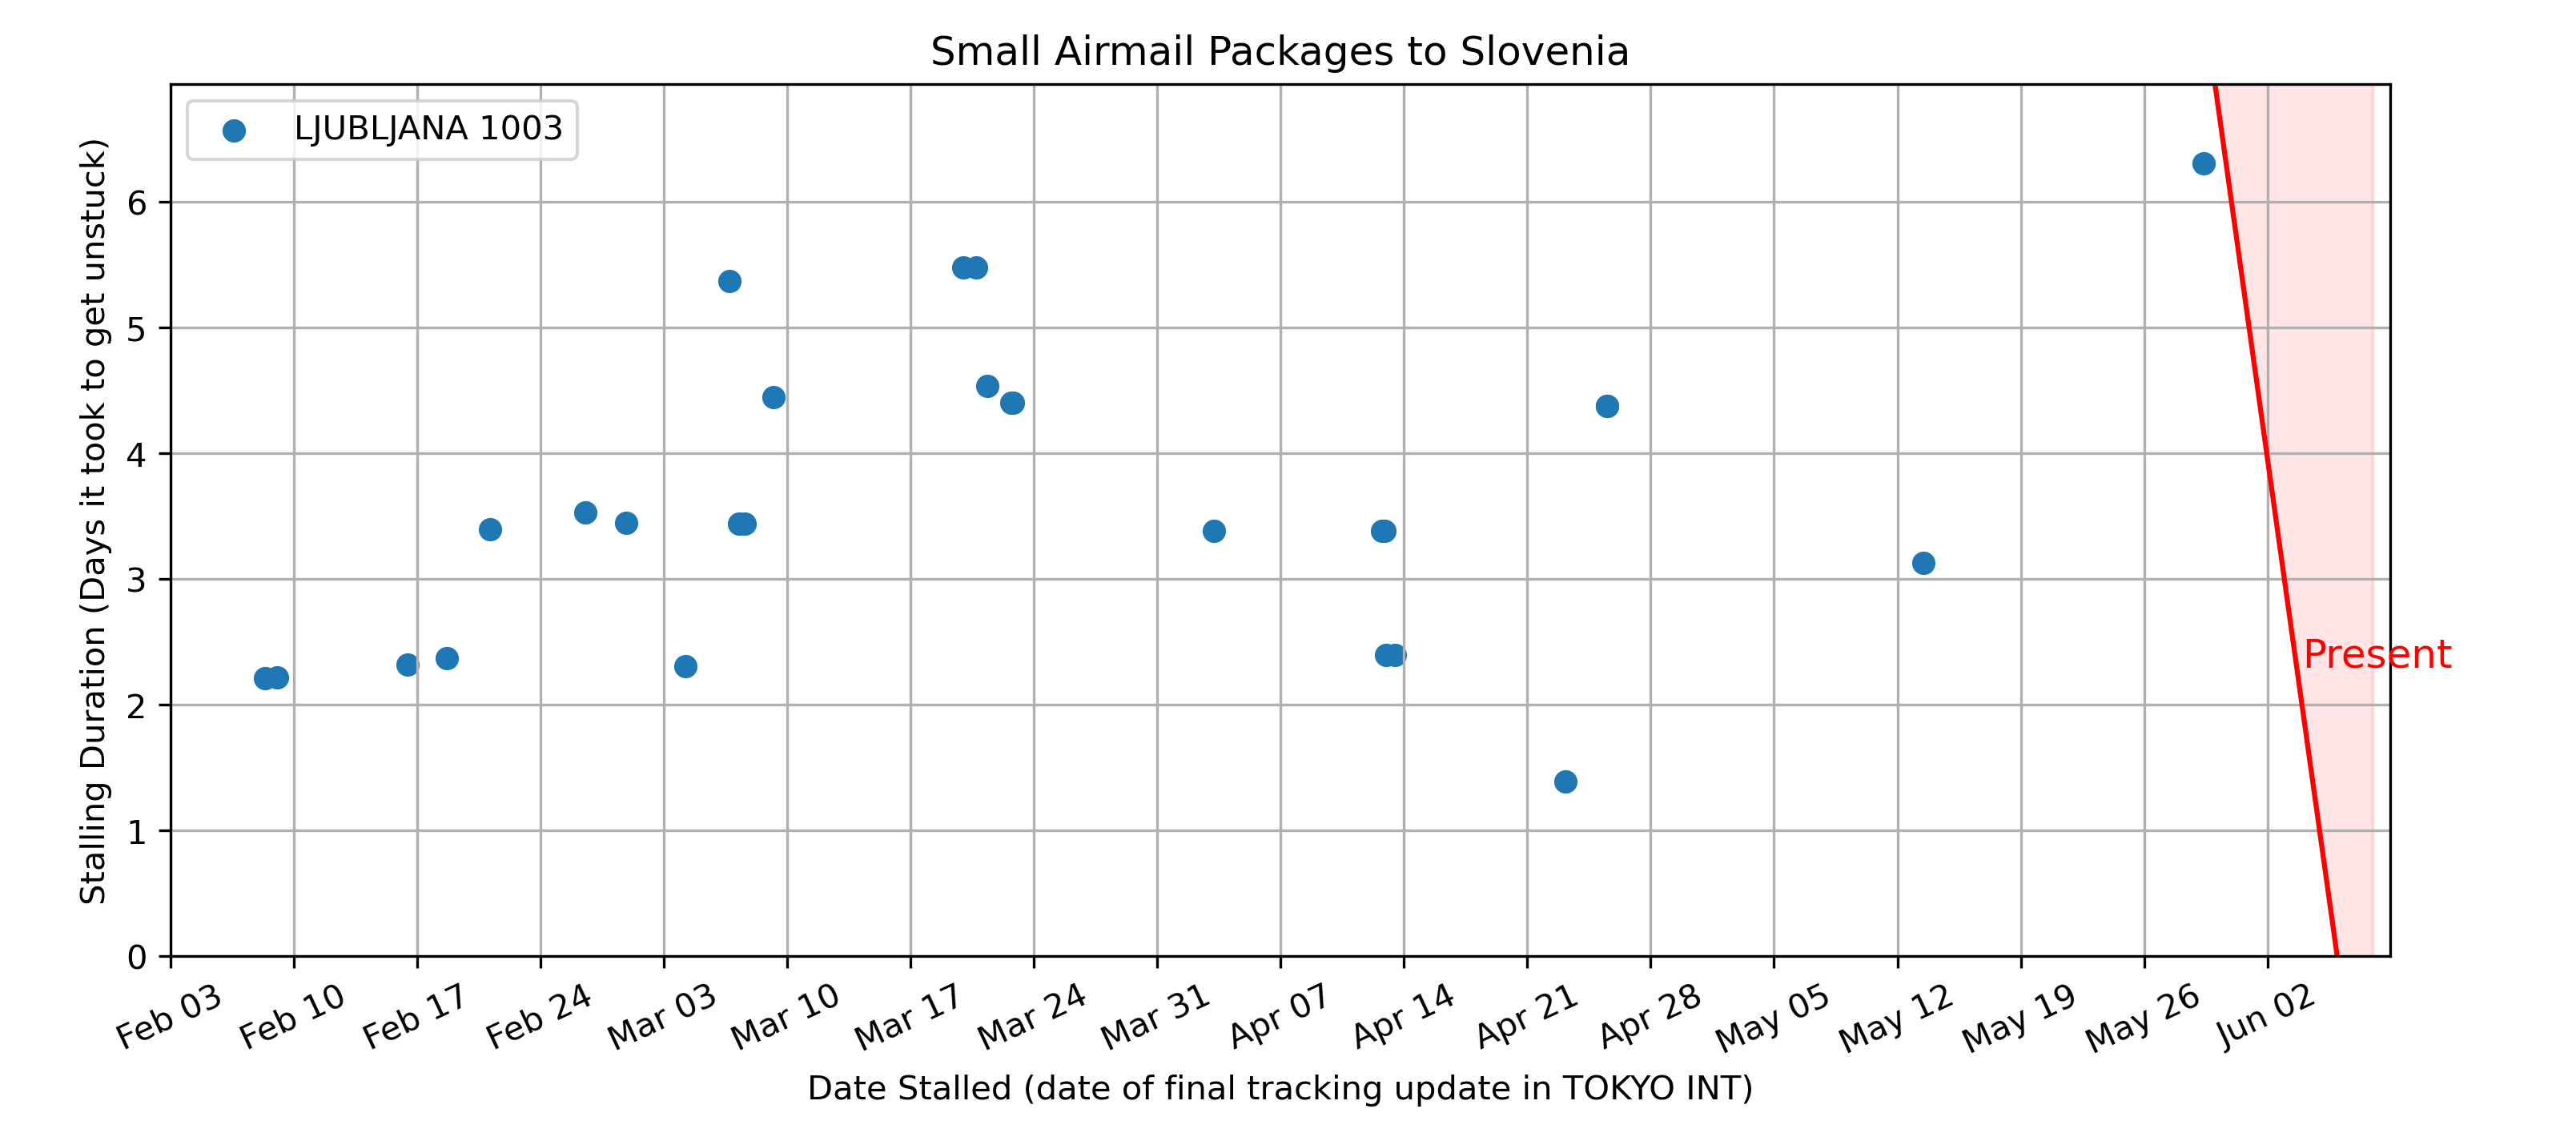 Small Airmail Packages to Slovenia
LJUBLJANA 1003
Stalling Duration (Days it took to get unstuck)
6
5
4
3
2
1
0
Present
Feb 03
Feb 10
Feb 17
Feb 24
Mar 03
Mar 10
Mar 17
Mar 24
Mar 31
Apr 07
Apr 14
Apr 21
Apr 28
May 05
May 12
May 19
May 26
Jun 02
Date Stalled (date of final tracking update in TOKYO INT)